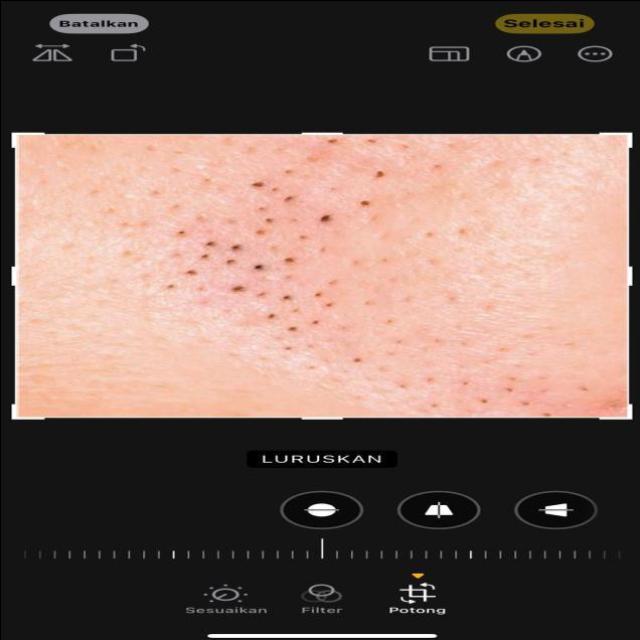 Batalkan
Selesai
LURUSKAN
Sesuaikan
Filter
Potong